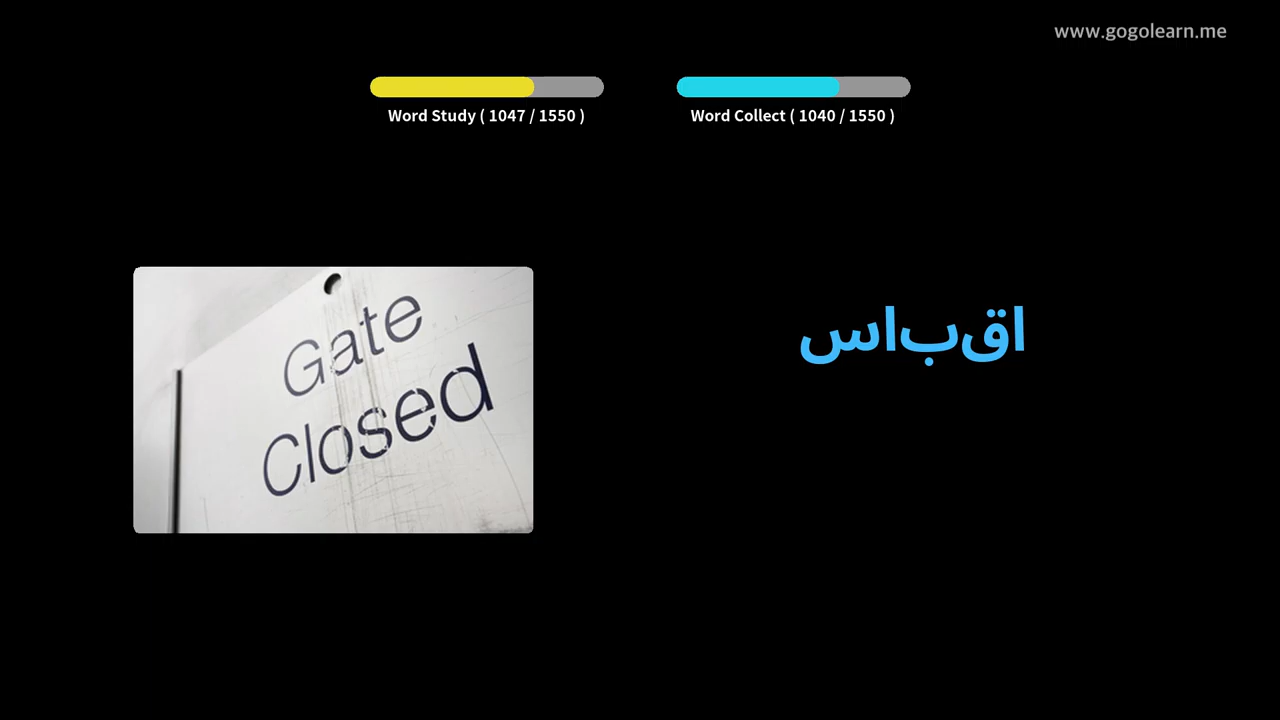 www.gogolearn.me
Word Study ( 1047 / 1550 )
Word Collect ( 1040 / 1550 )
Gate
Closed
اقباس